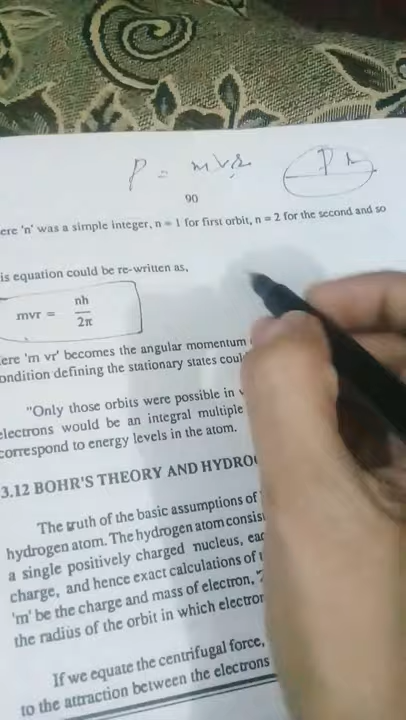 P = mvr r
90
ere 'n' was a simple integer, n = 1 for first orbit, n = 2 for the second and so
is equation could be re-written as,
mvr = nh / 2π
ere 'm vr' becomes the angular momentum
ondition defining the stationary states coul
"Only those orbits were possible in
electrons would be an integral multiple
correspond to energy levels in the atom.
3.12 BOHR'S THEORY AND HYDRO
The truth of the basic assumptions of
hydrogen atom. The hydrogen atom consis
a single positively charged nucleus, eac
charge, and hence exact calculations of
'm' be the charge and mass of electron,
the radius of the orbit in which electron
If we equate the centrifugal force,
to the attraction between the electrons